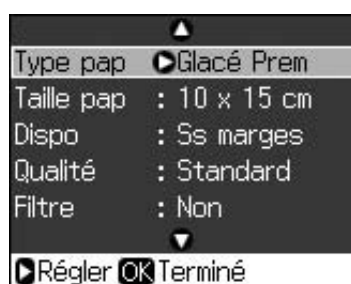 Type pap Glacé Prem
Taille pap : 10 x 15 cm
Dispo : Ss marges
Qualité : Standard
Filtre : Non
Régler OK Terminé